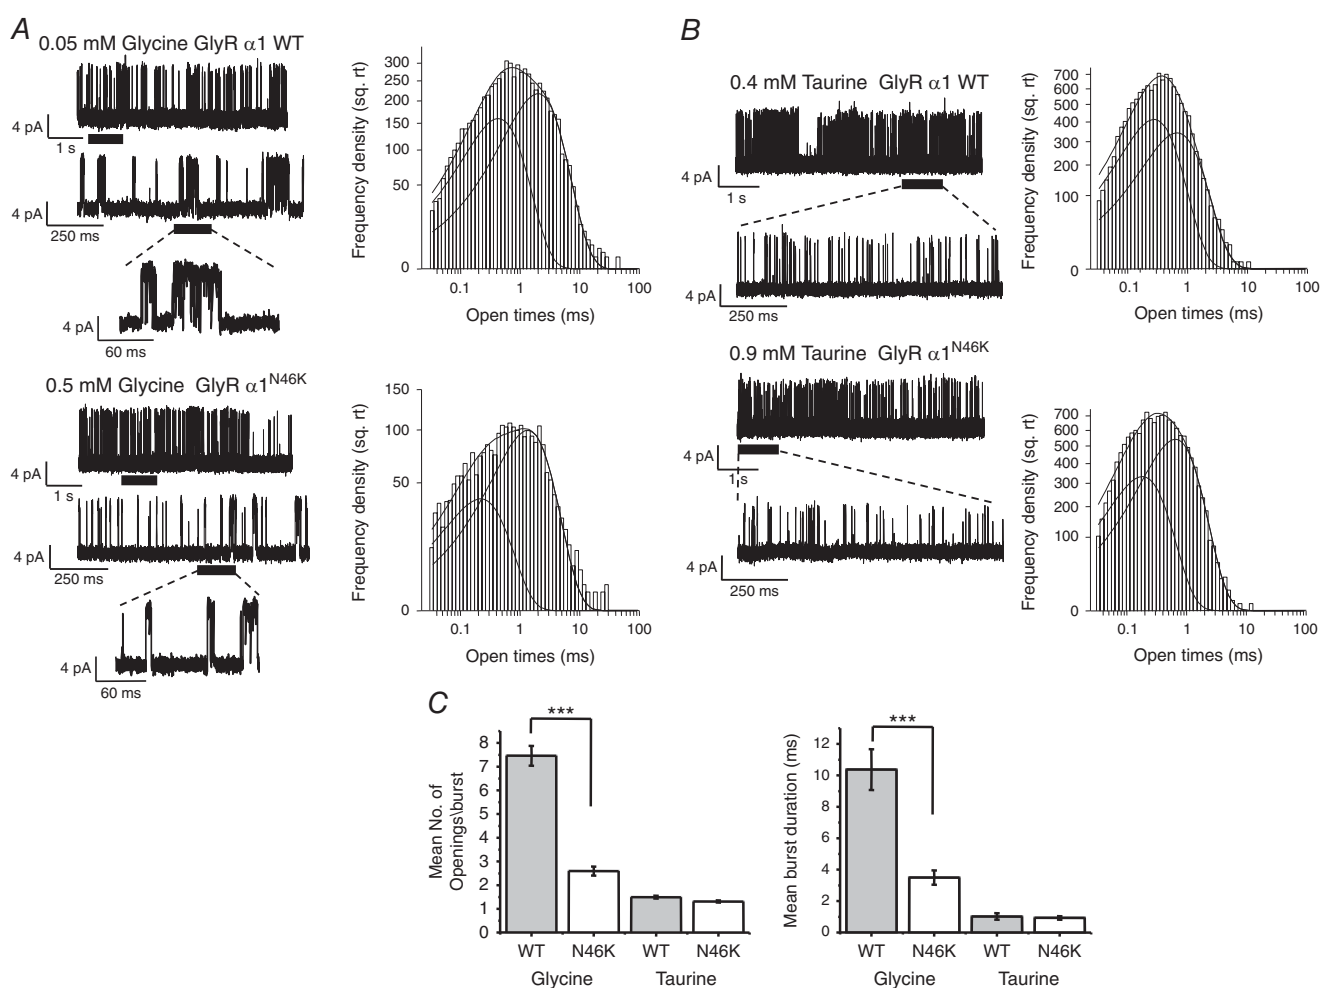 A
0.05 mM Glycine GlyR α1 WT
4 pA
1 s
4 pA
250 ms
4 pA
60 ms
Frequency density (sq. rt)
300
250
200
150
100
50
0
0.1 1 10 100
Open times (ms)
0.5 mM Glycine GlyR α1N46K
4 pA
1 s
4 pA
250 ms
4 pA
60 ms
Frequency density (sq. rt)
150
100
50
0
0.1 1 10 100
Open times (ms)
B
0.4 mM Taurine GlyR α1 WT
4 pA
1 s
4 pA
250 ms
Frequency density (sq. rt)
700
600
500
400
300
200
100
0
0.1 1 10 100
Open times (ms)
0.9 mM Taurine GlyR α1N46K
4 pA
1 s
4 pA
250 ms
Frequency density (sq. rt)
700
600
500
400
300
200
100
0
0.1 1 10 100
Open times (ms)
C
Mean No. of
Openings\burst
8
7
6
5
4
3
2
1
0
***
WT N46K WT N46K
Glycine Taurine
Mean burst duration (ms)
12
10
8
6
4
2
0
***
WT N46K WT N46K
Glycine Taurine